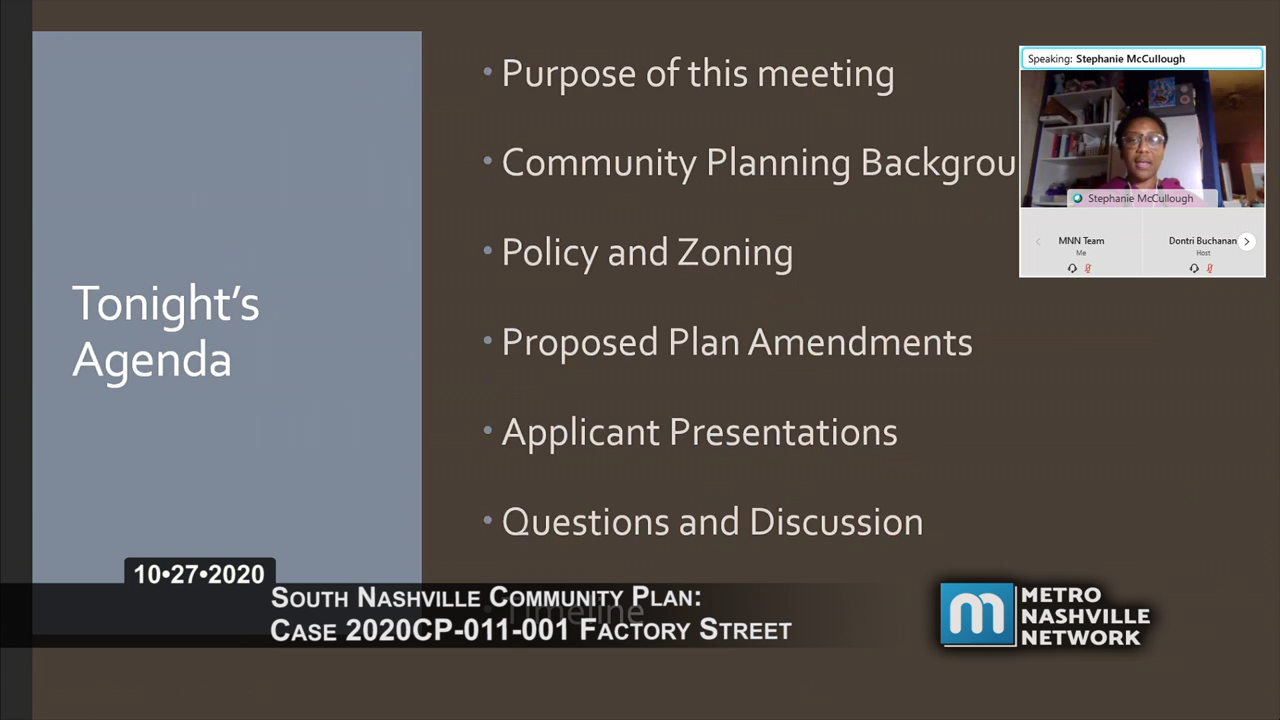 Tonight's
Agenda
• Purpose of this meeting
• Community Planning Backgrou
• Policy and Zoning
• Proposed Plan Amendments
• Applicant Presentations
• Questions and Discussion
• Timeline
Speaking: Stephanie McCullough
Stephanie McCullough
MNN Team
Me
Dontri Buchanan
Host
10•27•2020
South Nashville Community Plan:
Case 2020CP-011-001 Factory Street
m
METRO
NASHVILLE
NETWORK